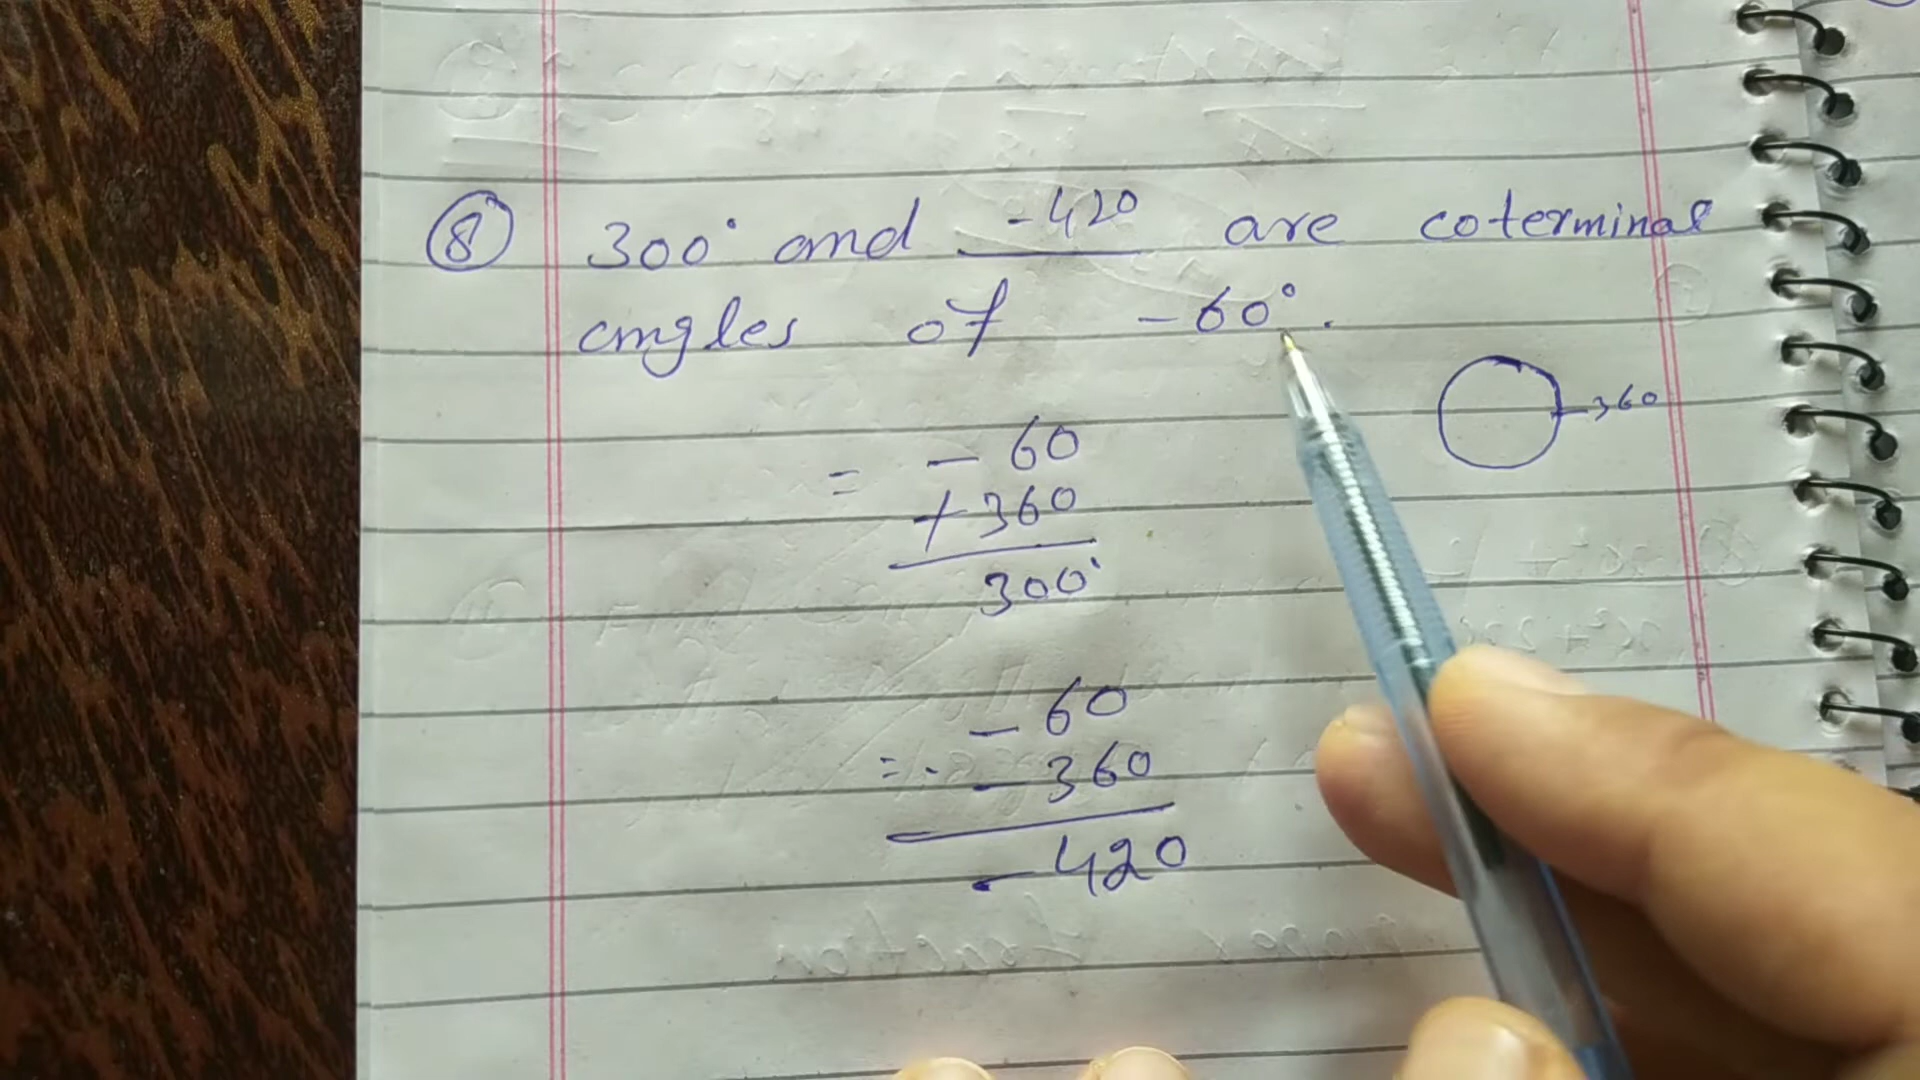 ⑧ 300° and -420 are coterminal
angles of -60°.
360
= - 60
+ 360
300°
- 60
= - - 360
- 420